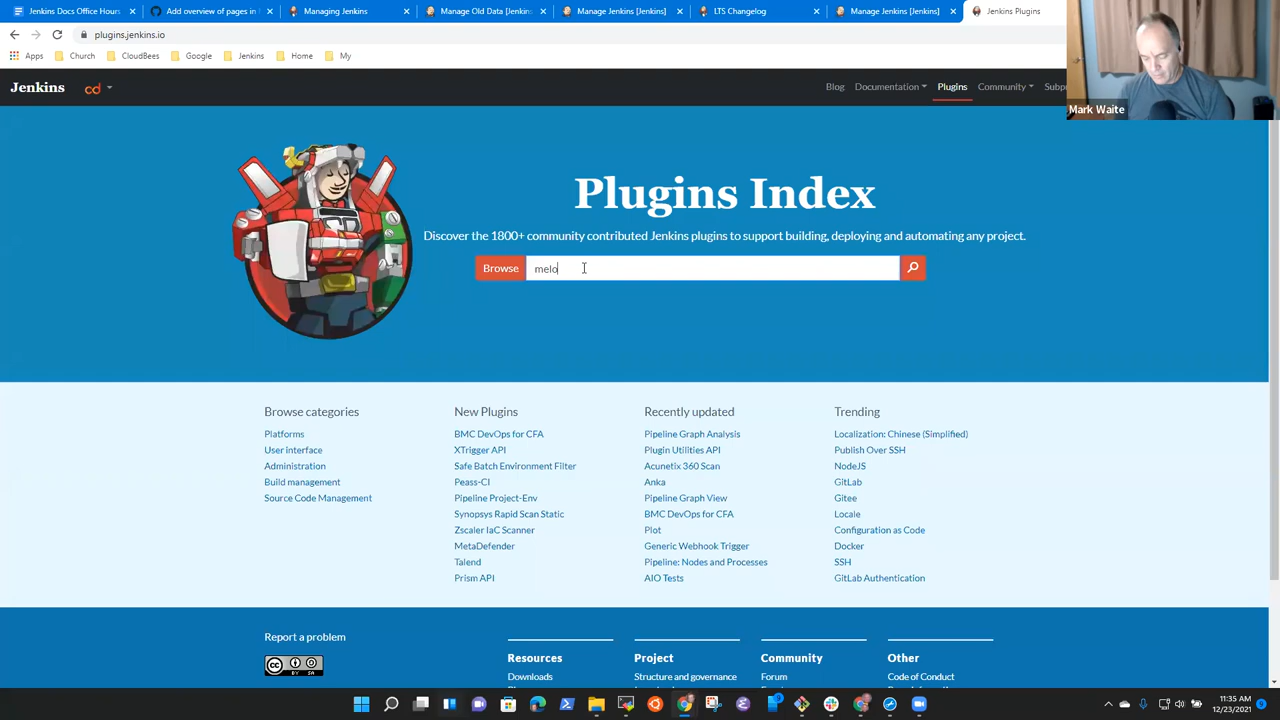 Jenkins Docs Office Hours
Add overview of pages in
Managing Jenkins
Manage Old Data [Jenkins
Manage Jenkins [Jenkins]
LTS Changelog
Manage Jenkins [Jenkins]
Jenkins Plugins
plugins.jenkins.io
Apps
Church
CloudBees
Google
Jenkins
Home
My
Jenkins
cd
Blog
Documentation
Plugins
Community
Mark Waite
Plugins Index
Discover the 1800+ community contributed Jenkins plugins to support building, deploying and automating any project.
Browse
melo
Browse categories
Platforms
User interface
Administration
Build management
Source Code Management
New Plugins
BMC DevOps for CFA
XTrigger API
Safe Batch Environment Filter
Peass-CI
Pipeline Project-Env
Synopsys Rapid Scan Static
Zscaler IaC Scanner
MetaDefender
Talend
Prism API
Recently updated
Pipeline Graph Analysis
Plugin Utilities API
Acunetix 360 Scan
Anka
Pipeline Graph View
BMC DevOps for CFA
Plot
Generic Webhook Trigger
Pipeline: Nodes and Processes
AIO Tests
Trending
Localization: Chinese (Simplified)
Publish Over SSH
NodeJS
GitLab
Gitee
Locale
Configuration as Code
Docker
SSH
GitLab Authentication
Report a problem
CC
BY SA
Resources
Downloads
Project
Structure and governance
Community
Forum
Other
Code of Conduct
11:35 AM
12/23/2021